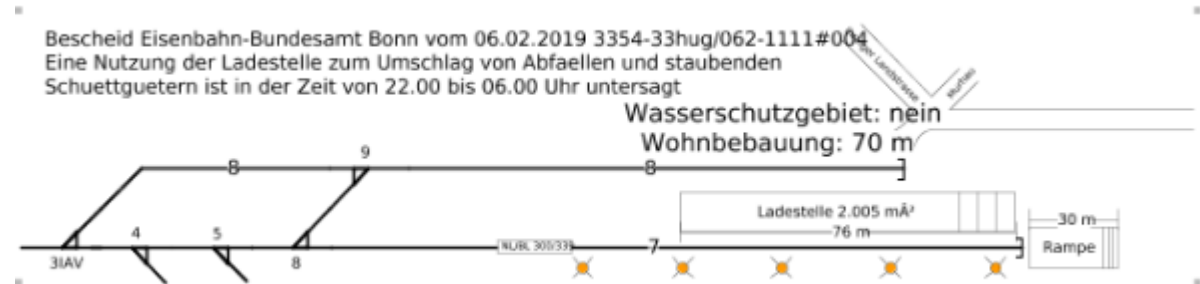 Bescheid Eisenbahn-Bundesamt Bonn vom 06.02.2019 3354-33hug/062-1111#004
Eine Nutzung der Ladestelle zum Umschlag von Abfaellen und staubenden
Schuettguetern ist in der Zeit von 22.00 bis 06.00 Uhr untersagt
Landstrasse
Wasserschutzgebiet: nein
Wohnbebauung: 70 m
9
8
8
Ladestelle 2.005 mÂ²
76 m
30 m
Rampe
4
5
7
3IAV
8